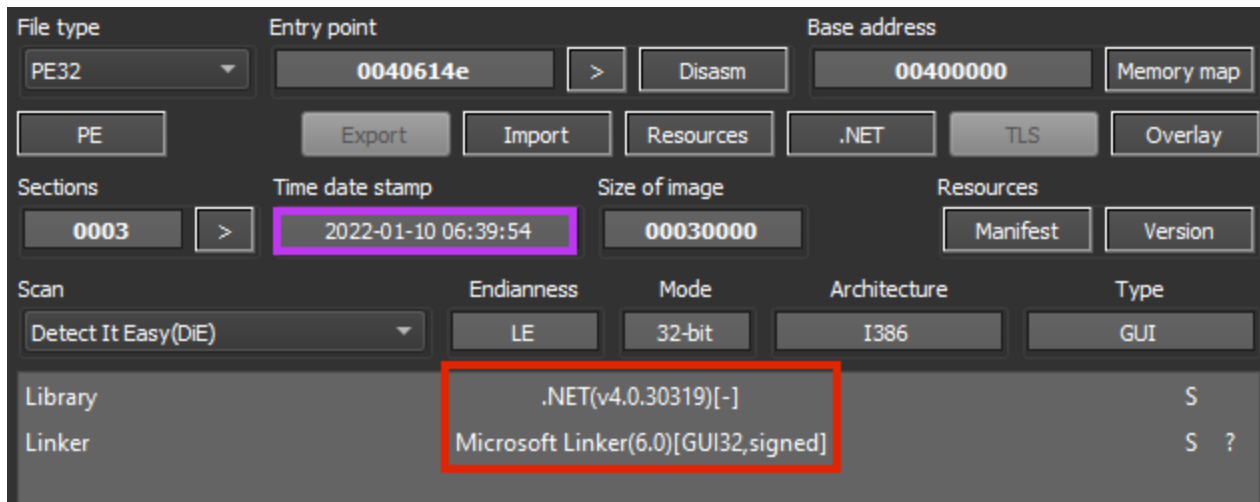 File type Entry point Base address
PE32 0040614e > Disasm 00400000 Memory map
PE Export Import Resources .NET TLS Overlay
Sections Time date stamp Size of image Resources
0003 > 2022-01-10 06:39:54 00030000 Manifest Version
Scan Endianness Mode Architecture Type
Detect It Easy(DiE) LE 32-bit I386 GUI
Library .NET(v4.0.30319)[-] S
Linker Microsoft Linker(6.0)[GUI32,signed] S ?